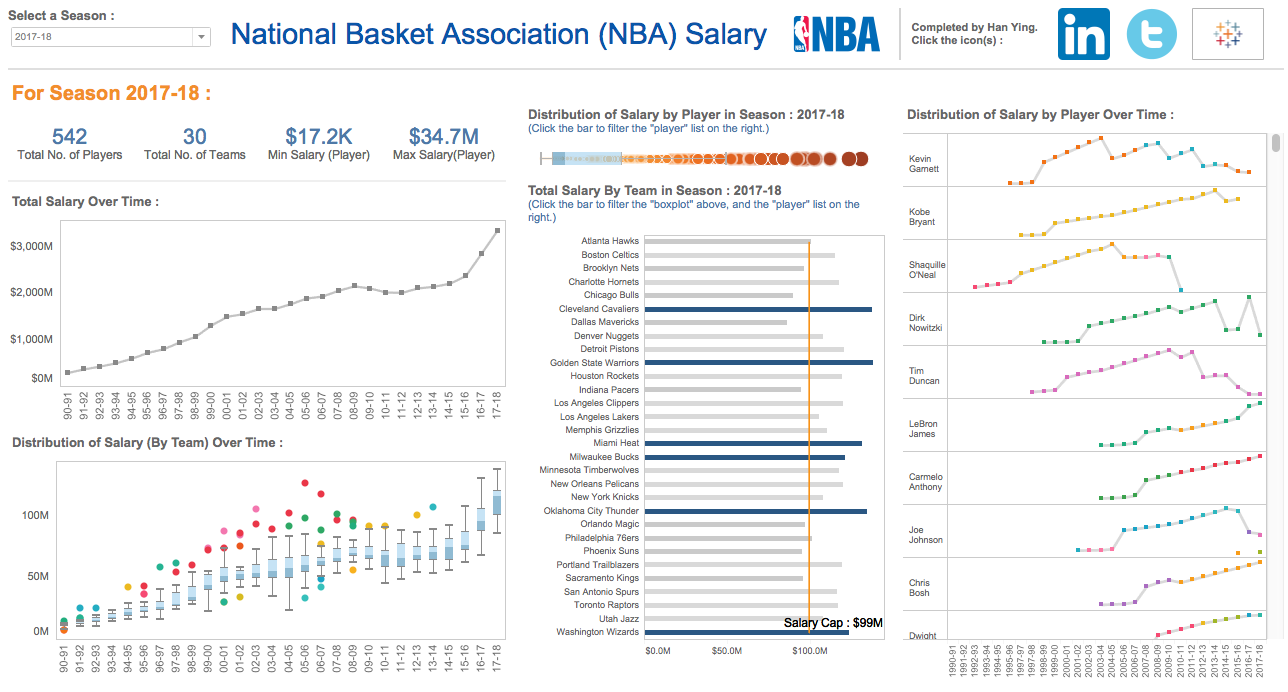 Select a Season :
2017-18
National Basket Association (NBA) Salary
NBA
NBA
Completed by Han Ying.
Click the icon(s) :
in
t
For Season 2017-18 :
542
Total No. of Players
30
Total No. of Teams
$17.2K
Min Salary (Player)
$34.7M
Max Salary(Player)
Total Salary Over Time :
$3,000M
$2,000M
$1,000M
$0M
90-91
91-92
92-93
93-94
94-95
95-96
96-97
97-98
98-99
99-00
00-01
01-02
02-03
03-04
04-05
05-06
06-07
07-08
08-09
09-10
10-11
11-12
12-13
13-14
14-15
15-16
16-17
17-18
Distribution of Salary (By Team) Over Time :
100M
50M
0M
90-91
91-92
92-93
93-94
94-95
95-96
96-97
97-98
98-99
99-00
00-01
01-02
02-03
03-04
04-05
05-06
06-07
07-08
08-09
09-10
10-11
11-12
12-13
13-14
14-15
15-16
16-17
17-18
Distribution of Salary by Player in Season : 2017-18
(Click the bar to filter the "player" list on the right.)
Total Salary By Team in Season : 2017-18
(Click the bar to filter the "boxplot" above, and the "player" list on the
right.)
Atlanta Hawks
Boston Celtics
Brooklyn Nets
Charlotte Hornets
Chicago Bulls
Cleveland Cavaliers
Dallas Mavericks
Denver Nuggets
Detroit Pistons
Golden State Warriors
Houston Rockets
Indiana Pacers
Los Angeles Clippers
Los Angeles Lakers
Memphis Grizzlies
Miami Heat
Milwaukee Bucks
Minnesota Timberwolves
New Orleans Pelicans
New York Knicks
Oklahoma City Thunder
Orlando Magic
Philadelphia 76ers
Phoenix Suns
Portland Trailblazers
Sacramento Kings
San Antonio Spurs
Toronto Raptors
Utah Jazz
Washington Wizards
Salary Cap : $99M
$0.0M
$50.0M
$100.0M
Distribution of Salary by Player Over Time :
Kevin
Garnett
Kobe
Bryant
Shaquille
O'Neal
Dirk
Nowitzki
Tim
Duncan
LeBron
James
Carmelo
Anthony
Joe
Johnson
Chris
Bosh
Dwight
1990-91
1991-92
1992-93
1993-94
1994-95
1995-96
1996-97
1997-98
1998-99
1999-00
2000-01
2001-02
2002-03
2003-04
2004-05
2005-06
2006-07
2007-08
2008-09
2009-10
2010-11
2011-12
2012-13
2013-14
2014-15
2015-16
2016-17
2017-18